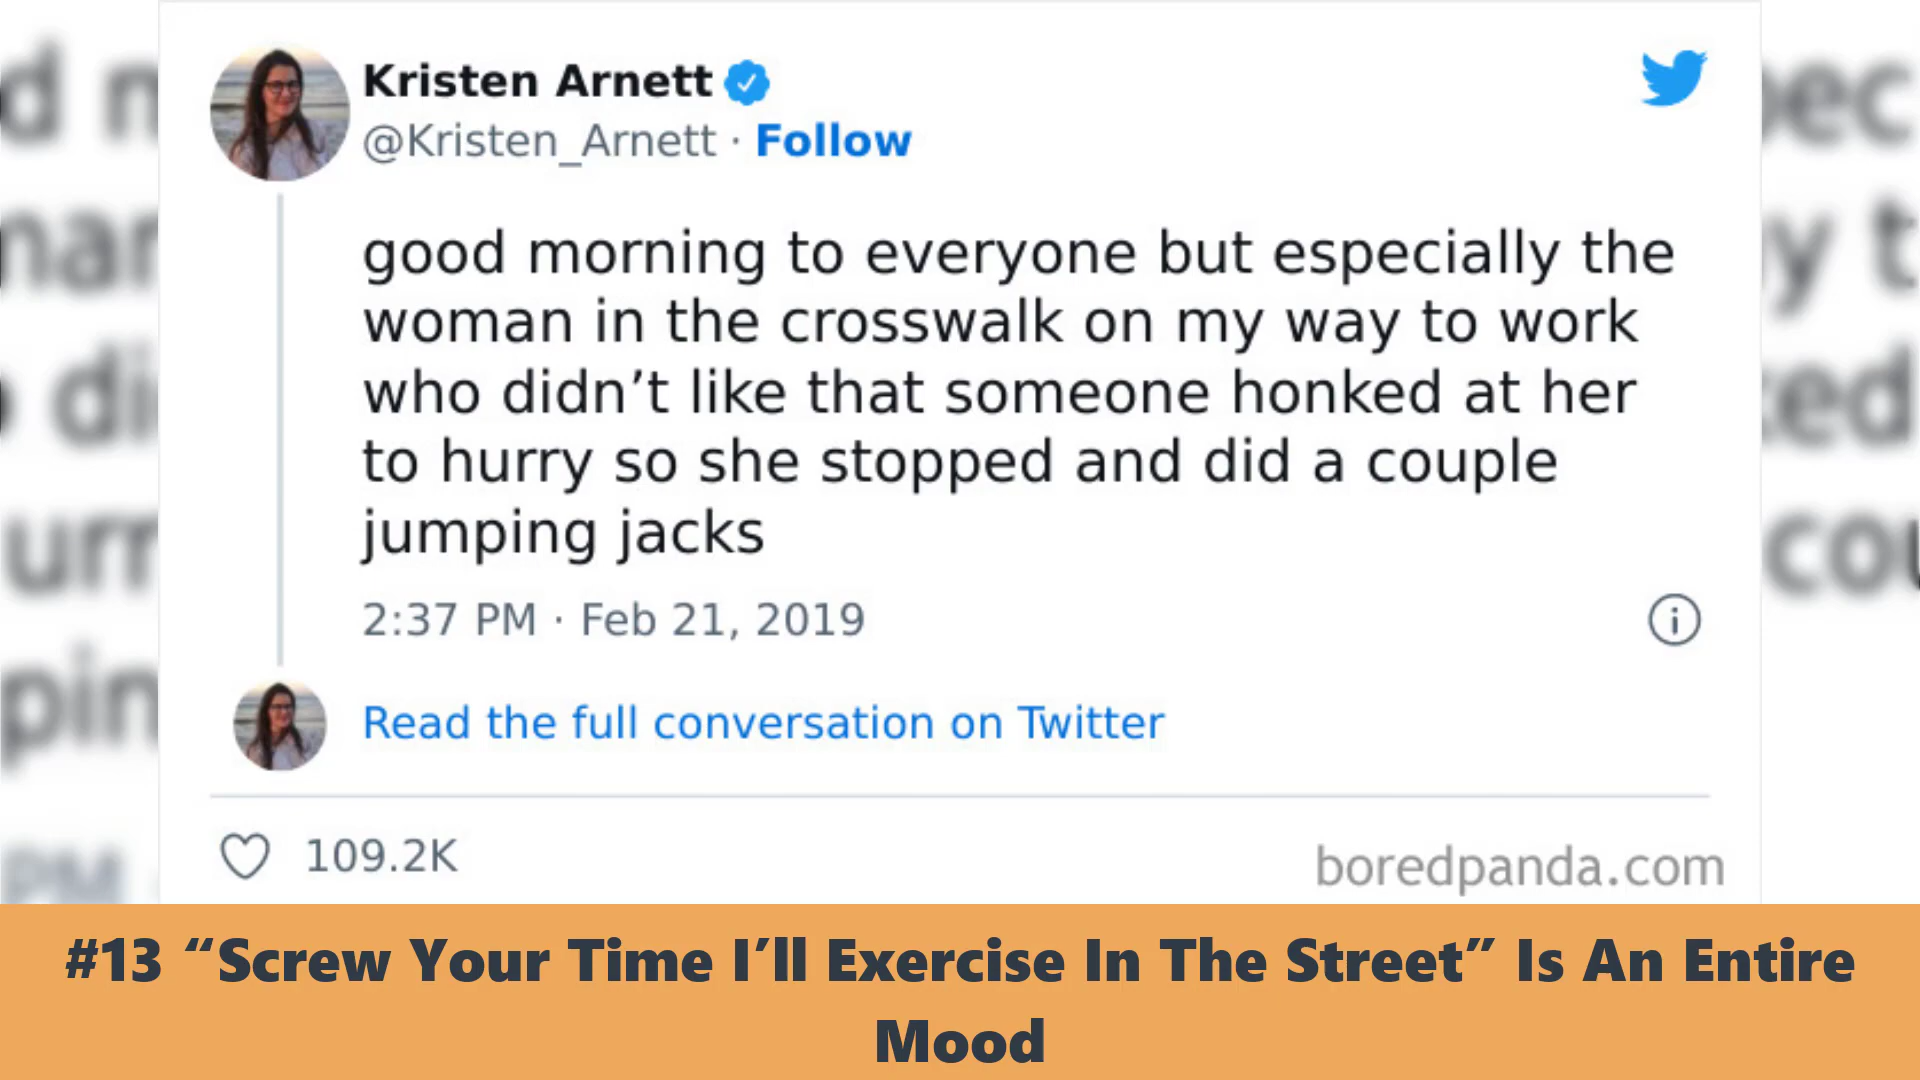 Kristen Arnett
@Kristen_Arnett · Follow
good morning to everyone but especially the
woman in the crosswalk on my way to work
who didn’t like that someone honked at her
to hurry so she stopped and did a couple
jumping jacks
2:37 PM · Feb 21, 2019
Read the full conversation on Twitter
109.2K
boredpanda.com
#13 “Screw Your Time I’ll Exercise In The Street” Is An Entire
Mood